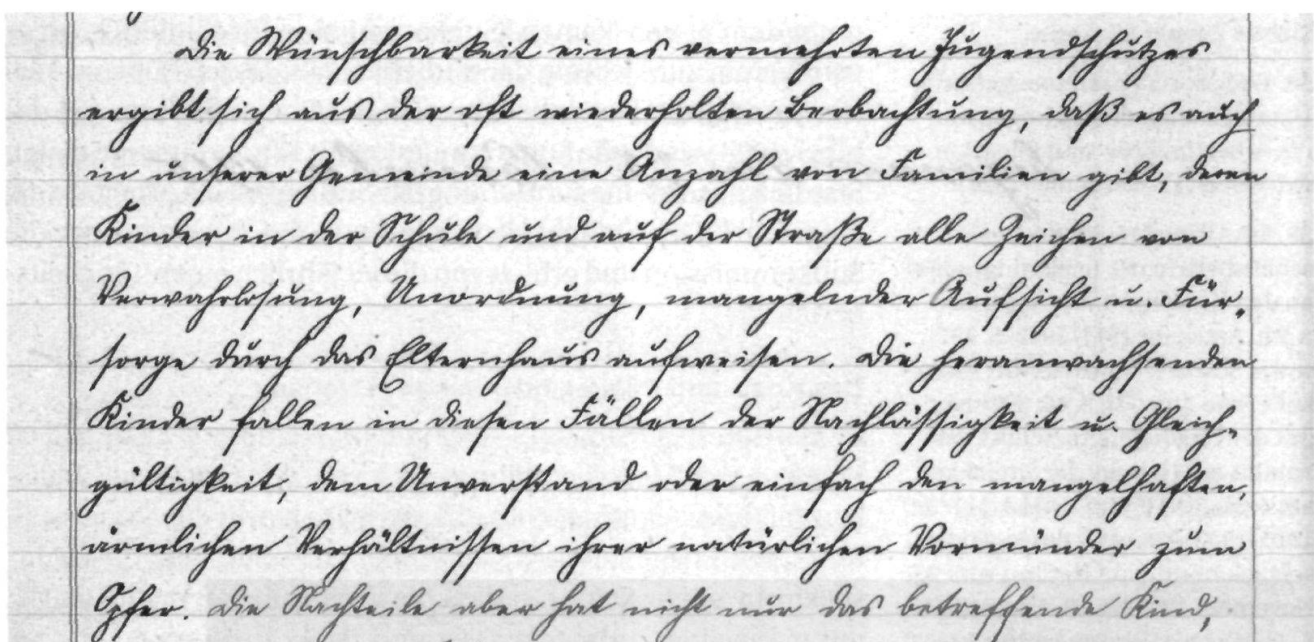 Die Wünschbarkeit eines vermehrten Jugendschutzes
ergibt sich aus der oft wiederholten Beobachtung, daß es auch
in unserer Gemeinde eine Anzahl von Familien gibt, deren
Kinder in der Schule und auf der Straße alle Zeichen von
Verwahrlosung, Unordnung, mangelnder Aufsicht u. Für-
sorge durch das Elternhaus aufweisen. Die heranwachsenden
Kinder fallen in diesen Fällen der Nachlässigkeit u. Gleich-
gültigkeit, dem Unverstand oder einfach den mangelhaften,
ärmlichen Verhältnissen ihrer natürlichen Vormünder zum
Opfer. Die Nachteile aber hat nicht nur das betreffende Kind,